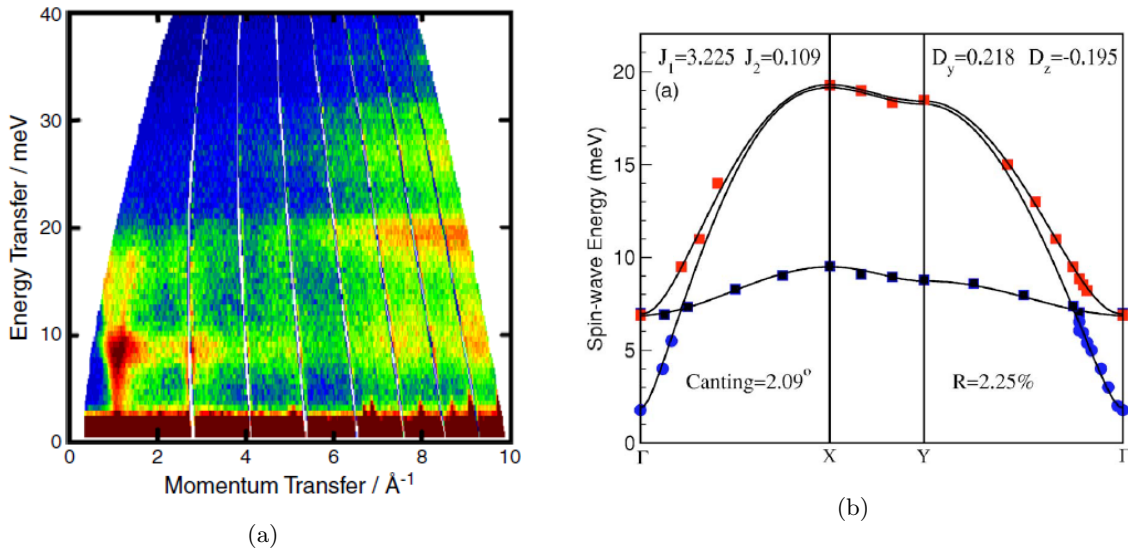 40
30
20
10
0
Energy Transfer / meV
0 2 4 6 8 10
Momentum Transfer / Å-1
(a)
J1=3.225 J2=0.109 Dy=0.218 Dz=-0.195
(a)
20
15
10
5
0
Spin-wave Energy (meV)
Canting=2.09° R=2.25%
Γ X Y Γ
(b)